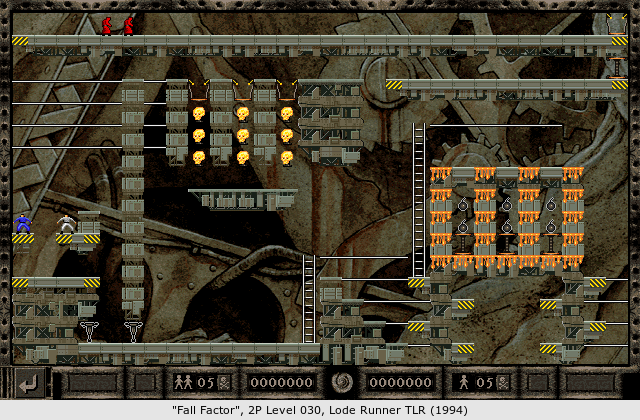 05 0000000 0000000 05
"Fall Factor", 2P Level 030, Lode Runner TLR (1994)